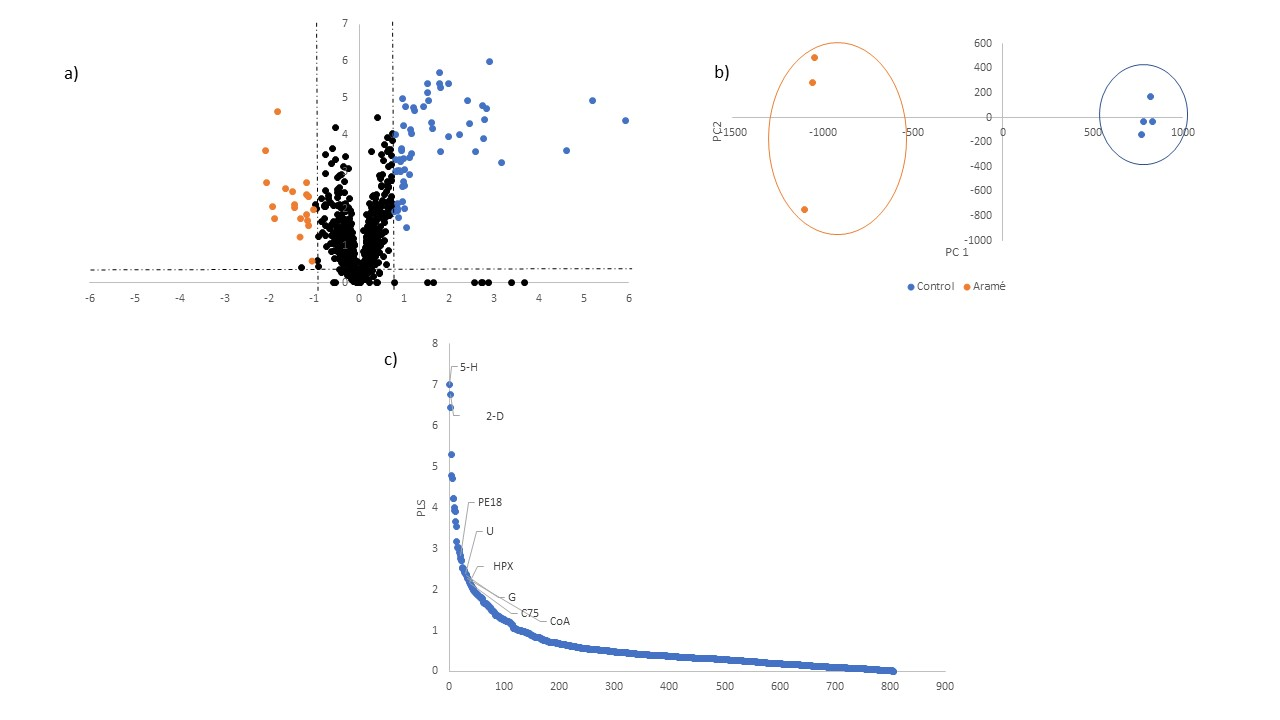 a)
7
6
5
4
3
2
1
0
-6 -5 -4 -3 -2 -1 0 1 2 3 4 5 6
b)
PC2
600
400
200
0
-200
-400
-600
-800
-1000
-1500 -1000 -500 0 500 1000
PC 1
Control Aramé
c)
PLS
8
7
6
5
4
3
2
1
0
5-H
2-D
PE18
U
HPX
G
C75
CoA
0 100 200 300 400 500 600 700 800 900